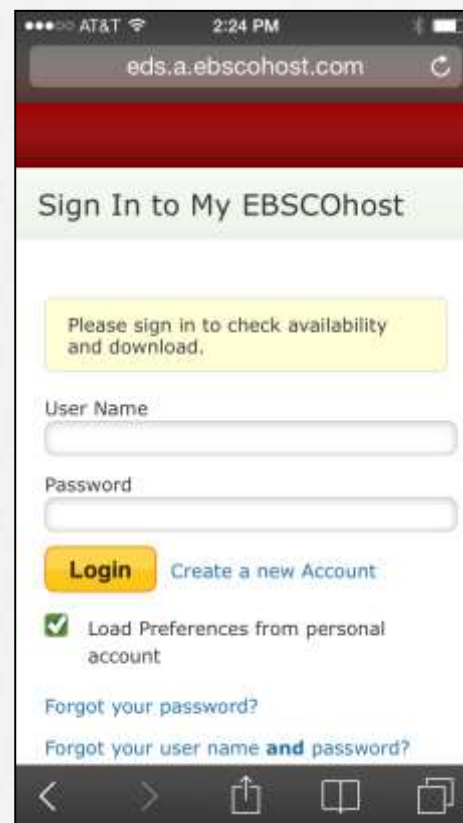 AT&T 2:24 PM
eds.a.ebscohost.com
Sign In to My EBSCOhost
Please sign in to check availability
and download.
User Name
Password
Login Create a new Account
Load Preferences from personal
account
Forgot your password?
Forgot your user name and password?